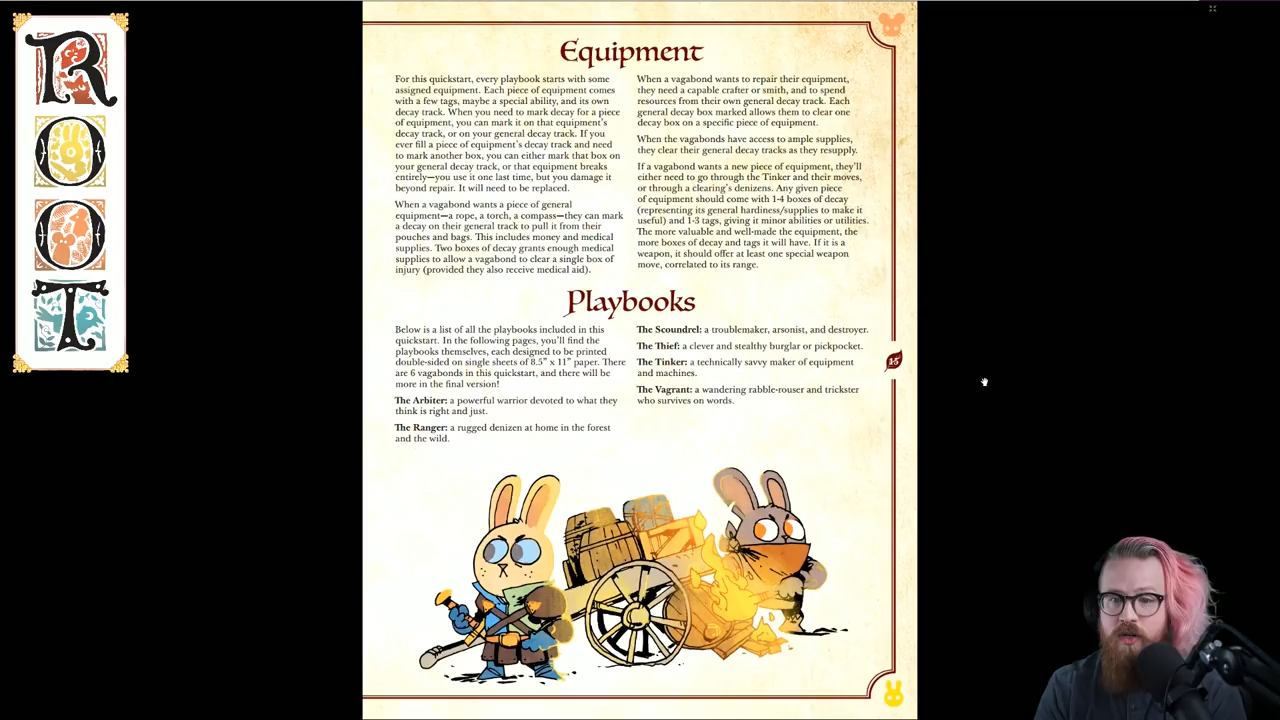 R
O
O
T
Equipment
For this quickstart, every playbook starts with some
assigned equipment. Each piece of equipment comes
with a few tags, maybe a special ability, and its own
decay track. When you need to mark decay for a piece
of equipment, you can mark it on that equipment's
decay track, or on your general decay track. If you
ever fill a piece of equipment's decay track and need
to mark another box, you can either mark that box on
your general decay track, or that equipment breaks
entirely—you use it one last time, but you damage it
beyond repair. It will need to be replaced.
When a vagabond wants a piece of general
equipment—a rope, a torch, a compass—they can mark
a decay on their general track to pull it from their
pouches and bags. This includes money and medical
supplies. Two boxes of decay grants enough medical
supplies to allow a vagabond to clear a single box of
injury (provided they also receive medical aid).
When a vagabond wants to repair their equipment,
they need a capable crafter or smith, and to spend
resources from their own general decay track. Each
general decay box marked allows them to clear one
decay box on a specific piece of equipment.
When the vagabonds have access to ample supplies,
they clear their general decay tracks as they resupply.
If a vagabond wants a new piece of equipment, they'll
either need to go through the Tinker and their moves,
or through a clearing's denizens. Any given piece
of equipment should come with 1-4 boxes of decay
(representing its general hardiness/supplies to make it
useful) and 1-3 tags, giving it minor abilities or utilities.
The more valuable and well-made the equipment, the
more boxes of decay and tags it will have. If it is a
weapon, it should offer at least one special weapon
move, correlated to its range.
Playbooks
Below is a list of all the playbooks included in this
quickstart. In the following pages, you'll find the
playbooks themselves, each designed to be printed
double-sided on single sheets of 8.5" x 11" paper. There
are 6 vagabonds in this quickstart, and there will be
more in the final version!
The Arbiter: a powerful warrior devoted to what they
think is right and just.
The Ranger: a rugged denizen at home in the forest
and the wild.
The Scoundrel: a troublemaker, arsonist, and destroyer.
The Thief: a clever and stealthy burglar or pickpocket.
The Tinker: a technically savvy maker of equipment
and machines.
The Vagrant: a wandering rabble-rouser and trickster
who survives on words.
15